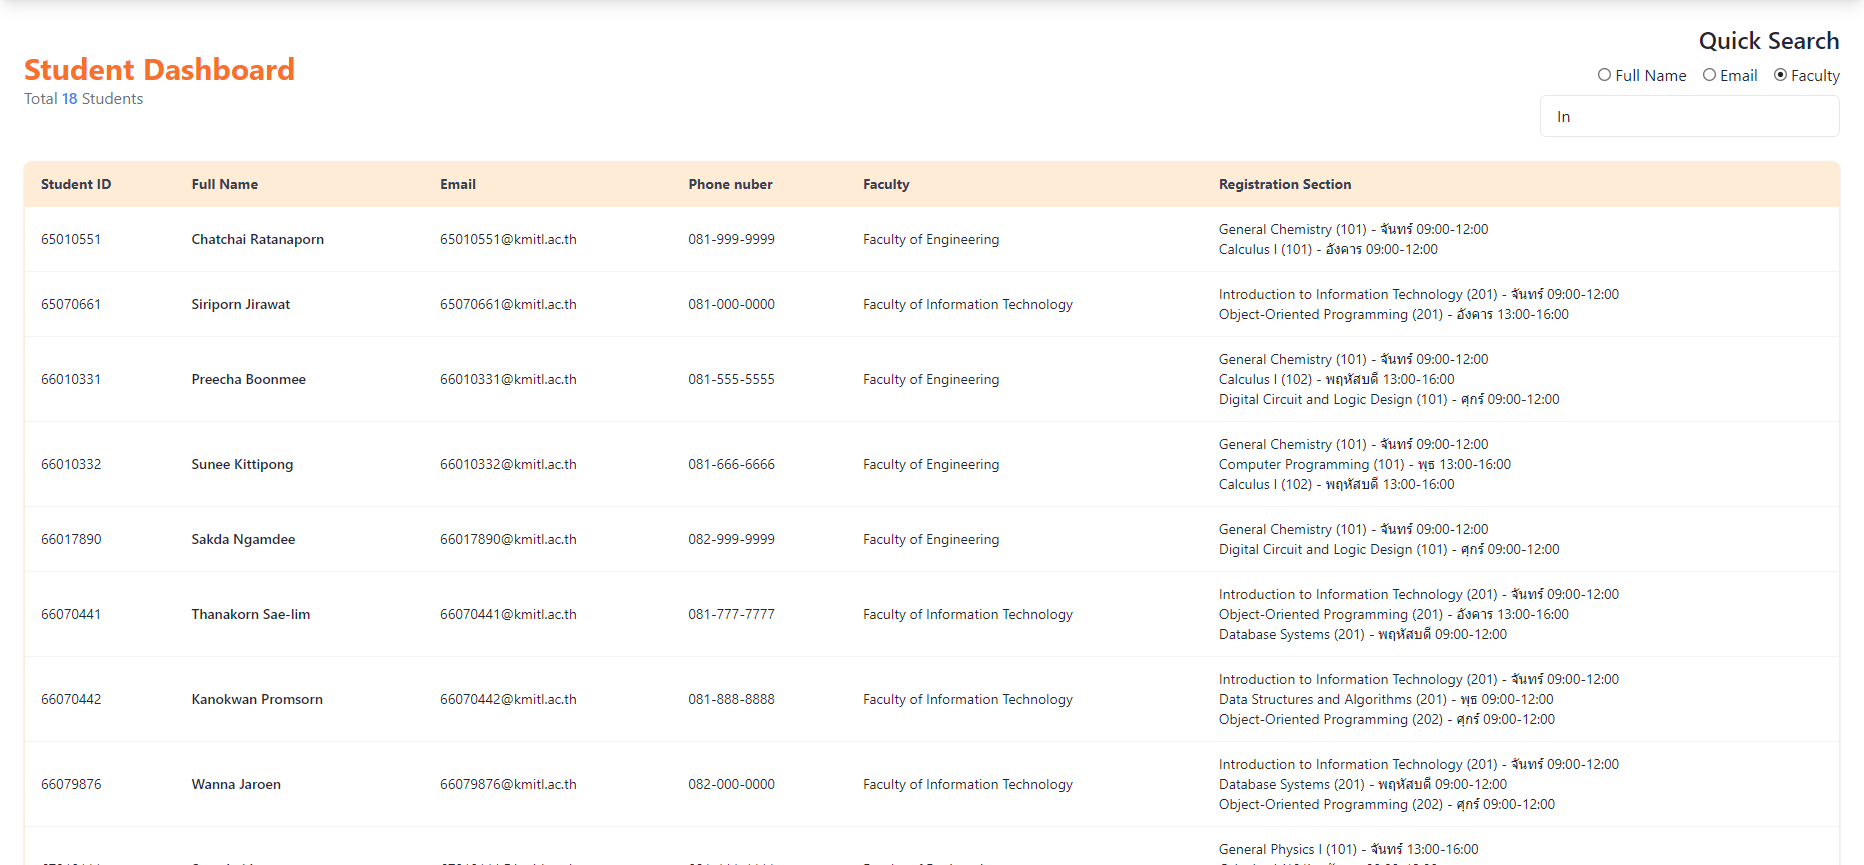 Student Dashboard
Total 18 Students
Quick Search
Full Name Email Faculty
In
Student ID Full Name Email Phone nuber Faculty Registration Section
65010551 Chatchai Ratanaporn 65010551@kmitl.ac.th 081-999-9999 Faculty of Engineering General Chemistry (101) - จันทร์ 09:00-12:00
Calculus I (101) - อังคาร 09:00-12:00
65070661 Siriporn Jirawat 65070661@kmitl.ac.th 081-000-0000 Faculty of Information Technology Introduction to Information Technology (201) - จันทร์ 09:00-12:00
Object-Oriented Programming (201) - อังคาร 13:00-16:00
66010331 Preecha Boonmee 66010331@kmitl.ac.th 081-555-5555 Faculty of Engineering General Chemistry (101) - จันทร์ 09:00-12:00
Calculus I (102) - พฤหัสบดี 13:00-16:00
Digital Circuit and Logic Design (101) - ศุกร์ 09:00-12:00
66010332 Sunee Kittipong 66010332@kmitl.ac.th 081-666-6666 Faculty of Engineering General Chemistry (101) - จันทร์ 09:00-12:00
Computer Programming (101) - พุธ 13:00-16:00
Calculus I (102) - พฤหัสบดี 13:00-16:00
66017890 Sakda Ngamdee 66017890@kmitl.ac.th 082-999-9999 Faculty of Engineering General Chemistry (101) - จันทร์ 09:00-12:00
Digital Circuit and Logic Design (101) - ศุกร์ 09:00-12:00
66070441 Thanakorn Sae-lim 66070441@kmitl.ac.th 081-777-7777 Faculty of Information Technology Introduction to Information Technology (201) - จันทร์ 09:00-12:00
Object-Oriented Programming (201) - อังคาร 13:00-16:00
Database Systems (201) - พฤหัสบดี 09:00-12:00
66070442 Kanokwan Promsorn 66070442@kmitl.ac.th 081-888-8888 Faculty of Information Technology Introduction to Information Technology (201) - จันทร์ 09:00-12:00
Data Structures and Algorithms (201) - พุธ 09:00-12:00
Object-Oriented Programming (202) - ศุกร์ 09:00-12:00
66079876 Wanna Jaroen 66079876@kmitl.ac.th 082-000-0000 Faculty of Information Technology Introduction to Information Technology (201) - จันทร์ 09:00-12:00
Database Systems (201) - พฤหัสบดี 09:00-12:00
Object-Oriented Programming (202) - ศุกร์ 09:00-12:00
General Physics I (101) - จันทร์ 13:00-16:00